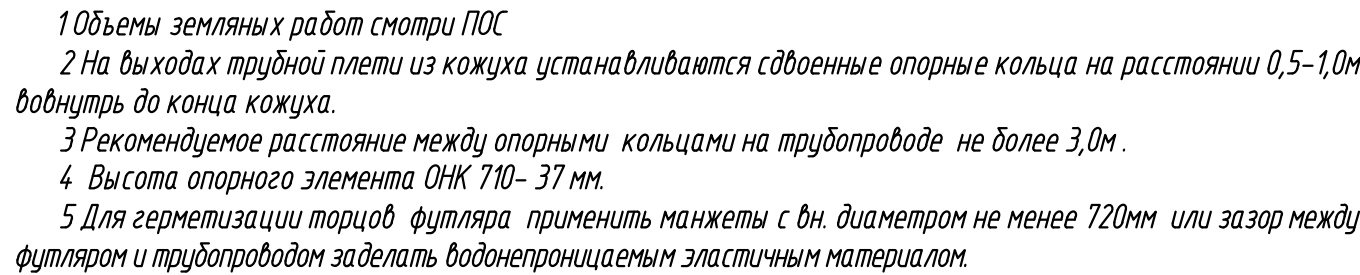 1 Объемы земляных работ смотри ПОС
2 На выходах трубной плети из кожуха устанавливаются сдвоенные опорные кольца на расстоянии 0,5-1,0м
вовнутрь до конца кожуха.
3 Рекомендуемое расстояние между опорными кольцами на трубопроводе не более 3,0м .
4 Высота опорного элемента ОНК 710- 37 мм.
5 Для герметизации торцов футляра применить манжеты с вн. диаметром не менее 720мм или зазор между
футляром и трубопроводом заделать водонепроницаемым эластичным материалом.